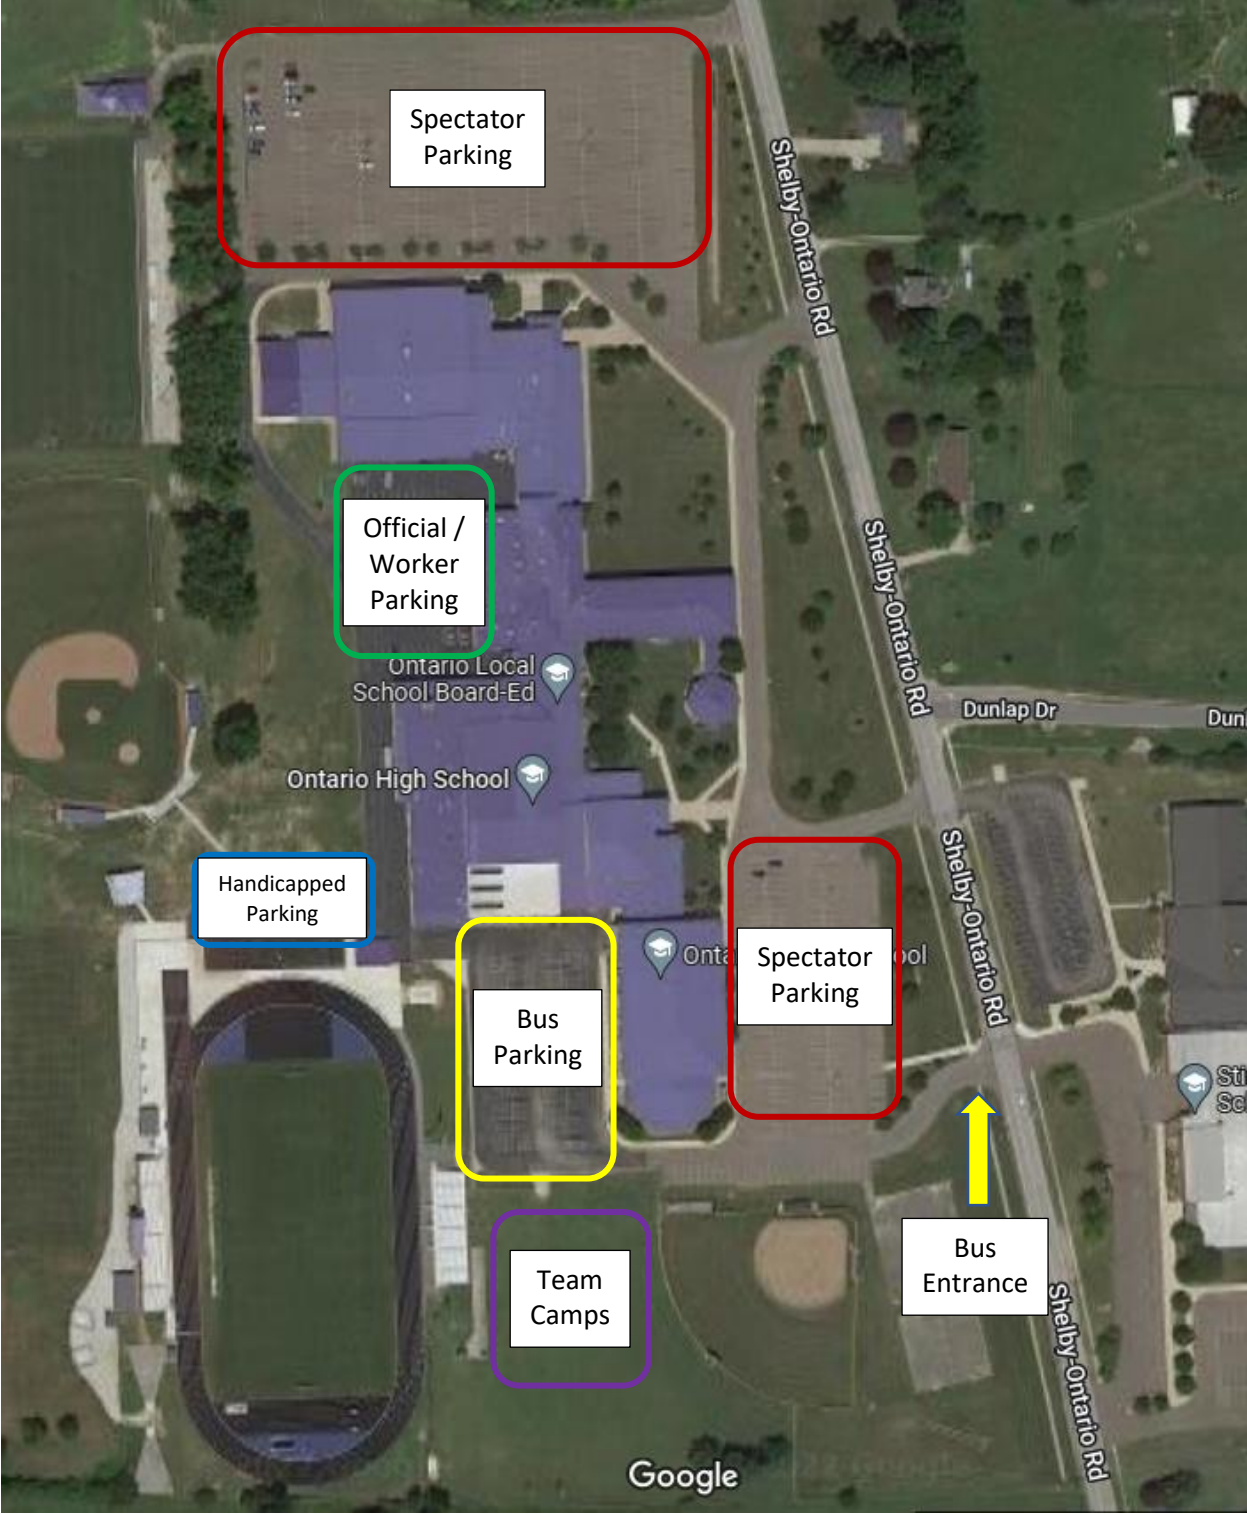 Spectator
Parking
Shelby-Ontario Rd
Official /
Worker
Parking
Shelby-Ontario Rd
Ontario Local
School Board-Ed
Dunlap Dr
Ontario High School
Shelby-Ontario Rd
Handicapped
Parking
Spectator
Parking
Bus
Parking
Bus
Entrance
Team
Camps
Shelby-Ontario Rd
Google